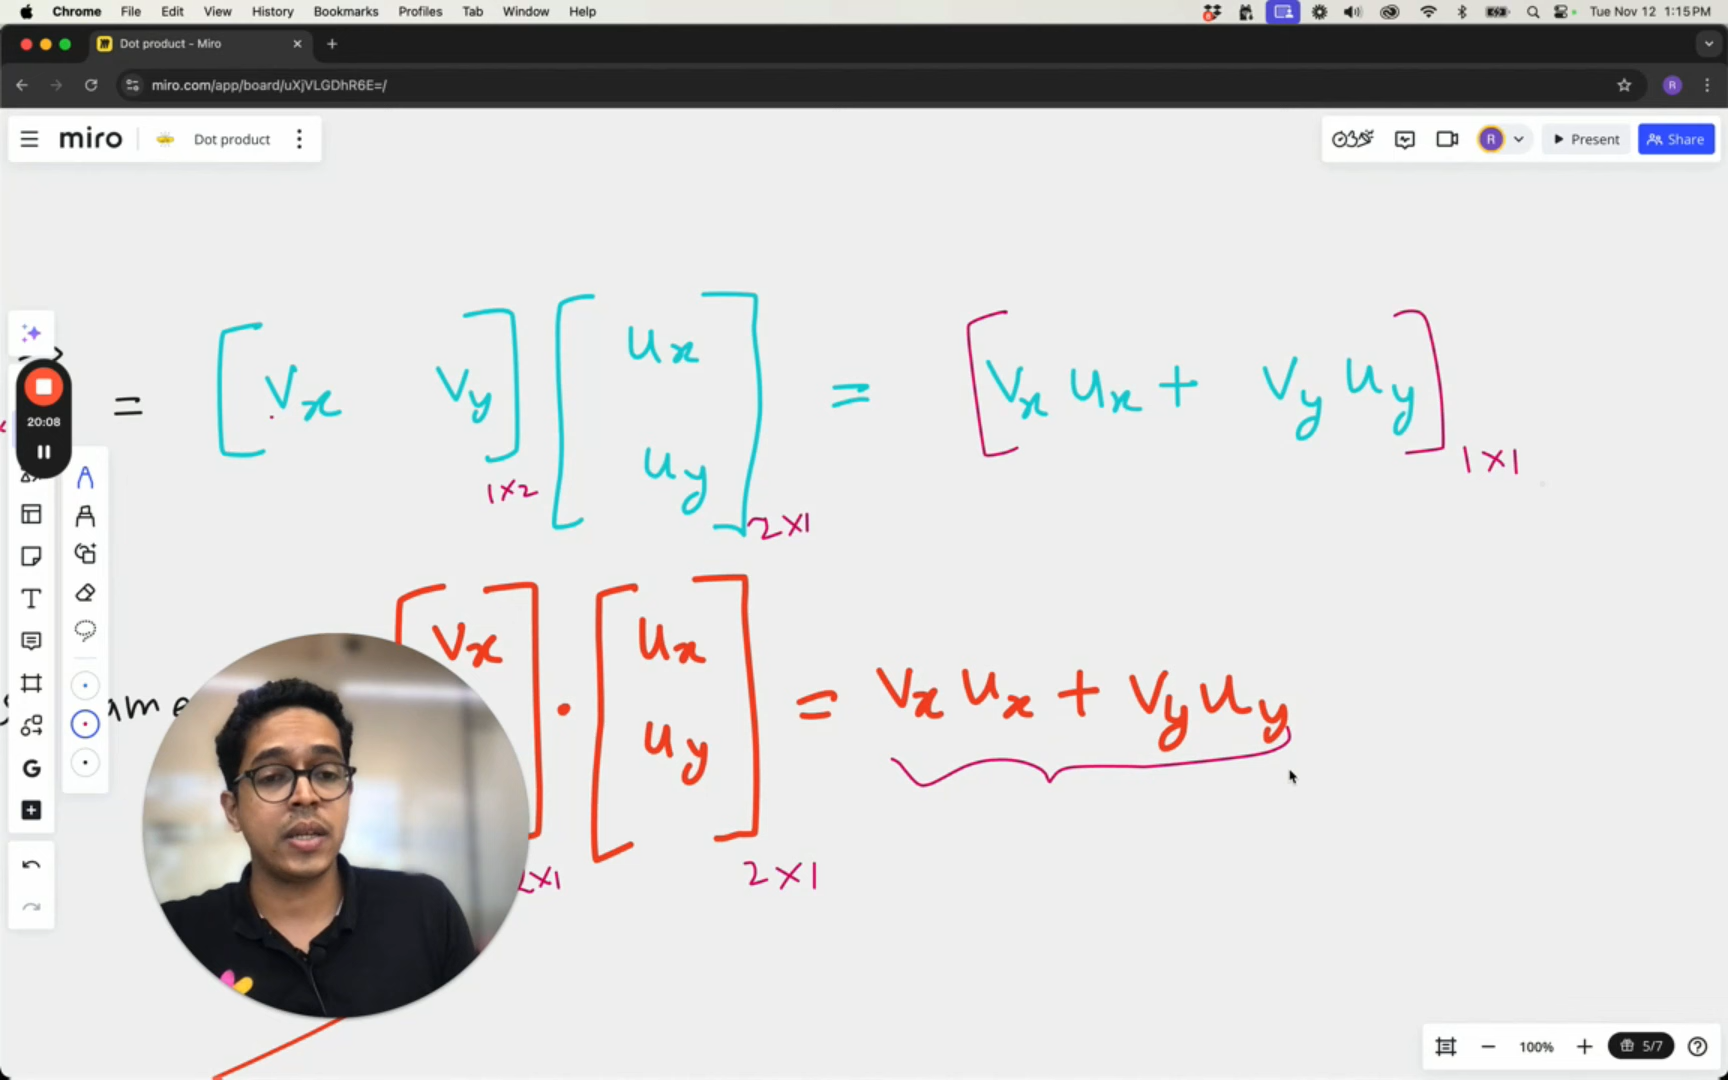 Chrome File Edit View History Bookmarks Profiles Tab Window Help Tue Nov 12 1:15 PM
Dot product - Miro
miro.com/app/board/uXjVLGDhR6E=/ R
miro Dot product R Present Share
= [ Vx Vy ] 1×2 [ ux uy ] 2×1 = [ Vx ux + Vy uy ] 1×1
20:08
Vx . [ ux uy ] 2×1 = Vx ux + Vy uy
2×1
T
G
100% 5/7